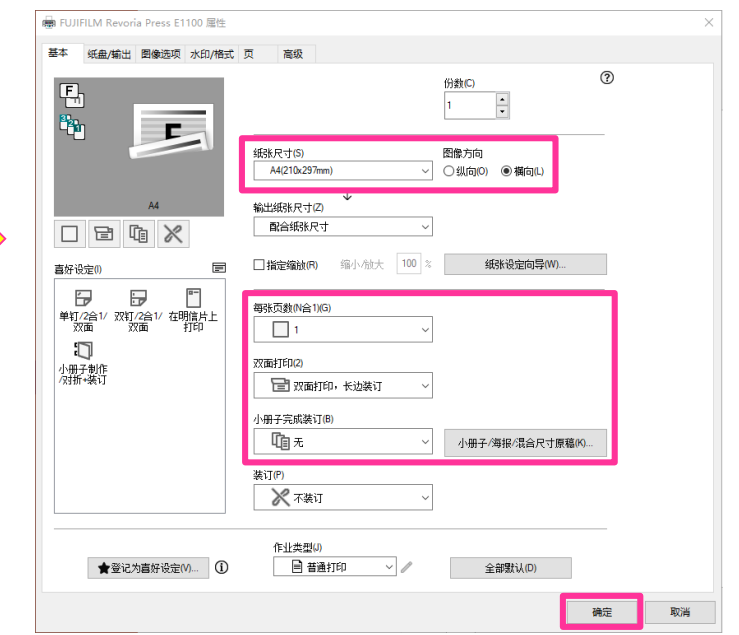 FUJIFILM Revoria Press E1100 属性
基本 纸盘/输出 图像选项 水印/格式 页 高级
份数(C)
1
纸张尺寸(S)
A4(210x297mm)
图像方向
纵向(O) 横向(L)
A4
输出纸张尺寸(Z)
配合纸张尺寸
指定缩放(R) 缩小/放大 100 %
纸张设定向导(W)...
喜好设定(I)
单钉/2合1/双面
双钉/2合1/双面
在明信片上打印
小册子制作/对折+装订
每张页数(N合1)(G)
1
双面打印(2)
双面打印，长边装订
小册子完成装订(B)
无
小册子/海报/混合尺寸原稿(K)...
装订(P)
不装订
作业类型(J)
普通打印
登记为喜好设定(V)...
全部默认(D)
确定
取消